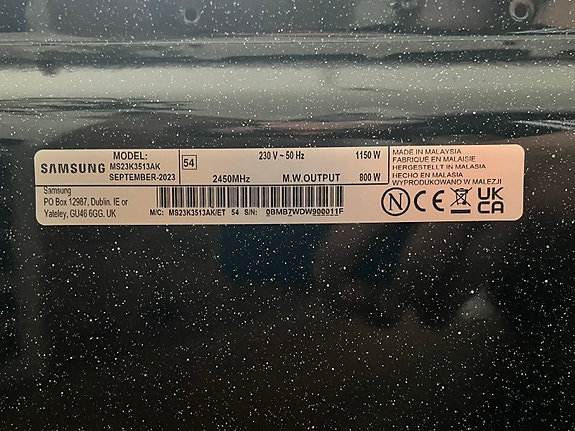 SAMSUNG
MODEL:
MS23K3513AK
SEPTEMBER-2023
54
230 V ~ 50 Hz 1150 W
2450MHz M.W.OUTPUT 800 W
Samsung
PO Box 12987, Dublin. IE or
Yateley, GU46 6GG. UK
M/C: MS23K3513AK/ET 54 S/N: 0BMB7WDW900011F
MADE IN MALAYSIA
FABRIQUÉ EN MALAISIE
HERGESTELLT IN MALASIA
HECHO EN MALASIA
WYPRODUKOWANO W MALEZJI
N CE UK
CA